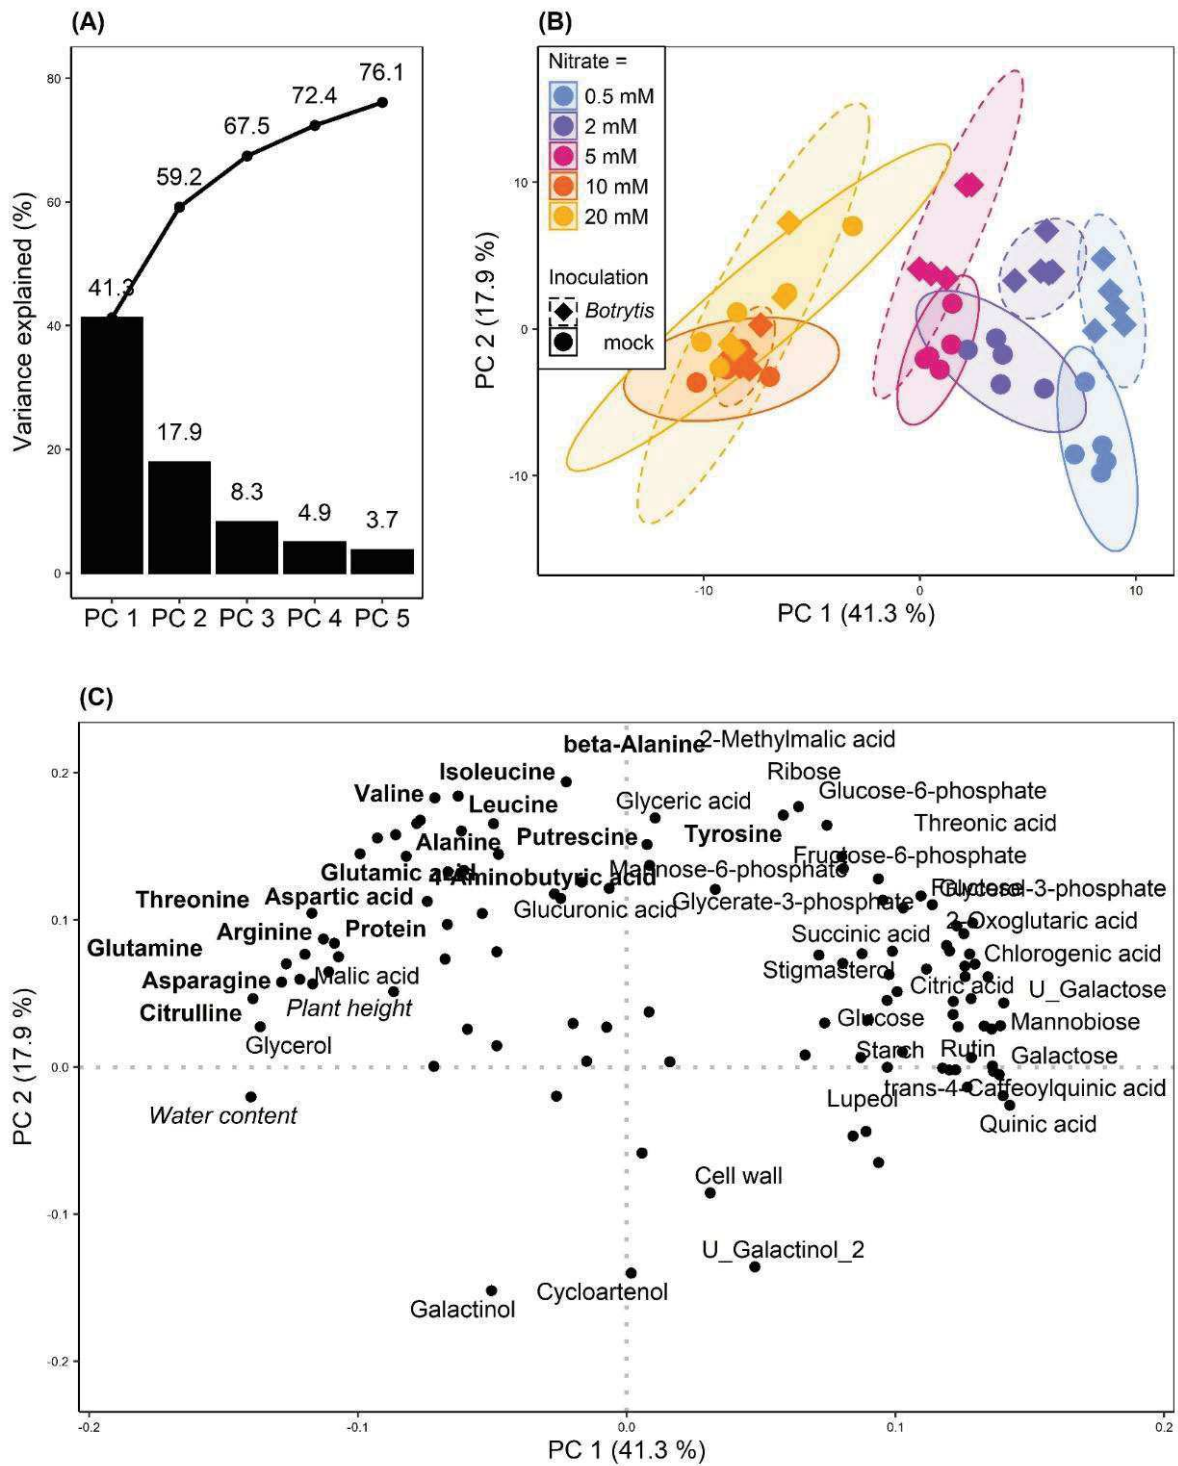 (A)
80
60
40
20
0
Variance explained (%)
41.3
59.2
67.5
72.4
76.1
17.9
8.3
4.9
3.7
PC 1 PC 2 PC 3 PC 4 PC 5
(B)
Nitrate =
0.5 mM
2 mM
5 mM
10 mM
20 mM
Inoculation
Botrytis
mock
10
0
-10
PC 2 (17.9 %)
-10 0 10
PC 1 (41.3 %)
(C)
0.2
0.1
0.0
-0.1
-0.2
PC 2 (17.9 %)
beta-Alanine 2-Methylmalic acid
Isoleucine Ribose
Valine Leucine Glyceric acid Glucose-6-phosphate
Alanine Putrescine Tyrosine Threonic acid
Glutamic acid 4-Aminobutyric acid Mannose-6-phosphate Fructose-6-phosphate
Threonine Aspartic acid Glucuronic acid Glycerate-3-phosphate Fructose Glycerol-3-phosphate
Arginine Protein Succinic acid 2-Oxoglutaric acid
Glutamine Stigmasterol Chlorogenic acid
Asparagine Malic acid Citric acid U_Galactose
Citrulline Plant height Glucose Mannobiose
Glycerol Starch Rutin Galactose
Water content Lupeol trans-4-Caffeoylquinic acid
Quinic acid
Cell wall
U_Galactinol_2
Galactinol Cycloartenol
-0.2 -0.1 0.0 0.1 0.2
PC 1 (41.3 %)